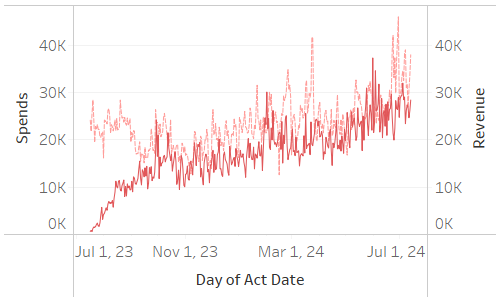 40K
30K
20K
10K
0K
Spends
40K
30K
20K
10K
0K
Revenue
Jul 1, 23 Nov 1, 23 Mar 1, 24 Jul 1, 24
Day of Act Date